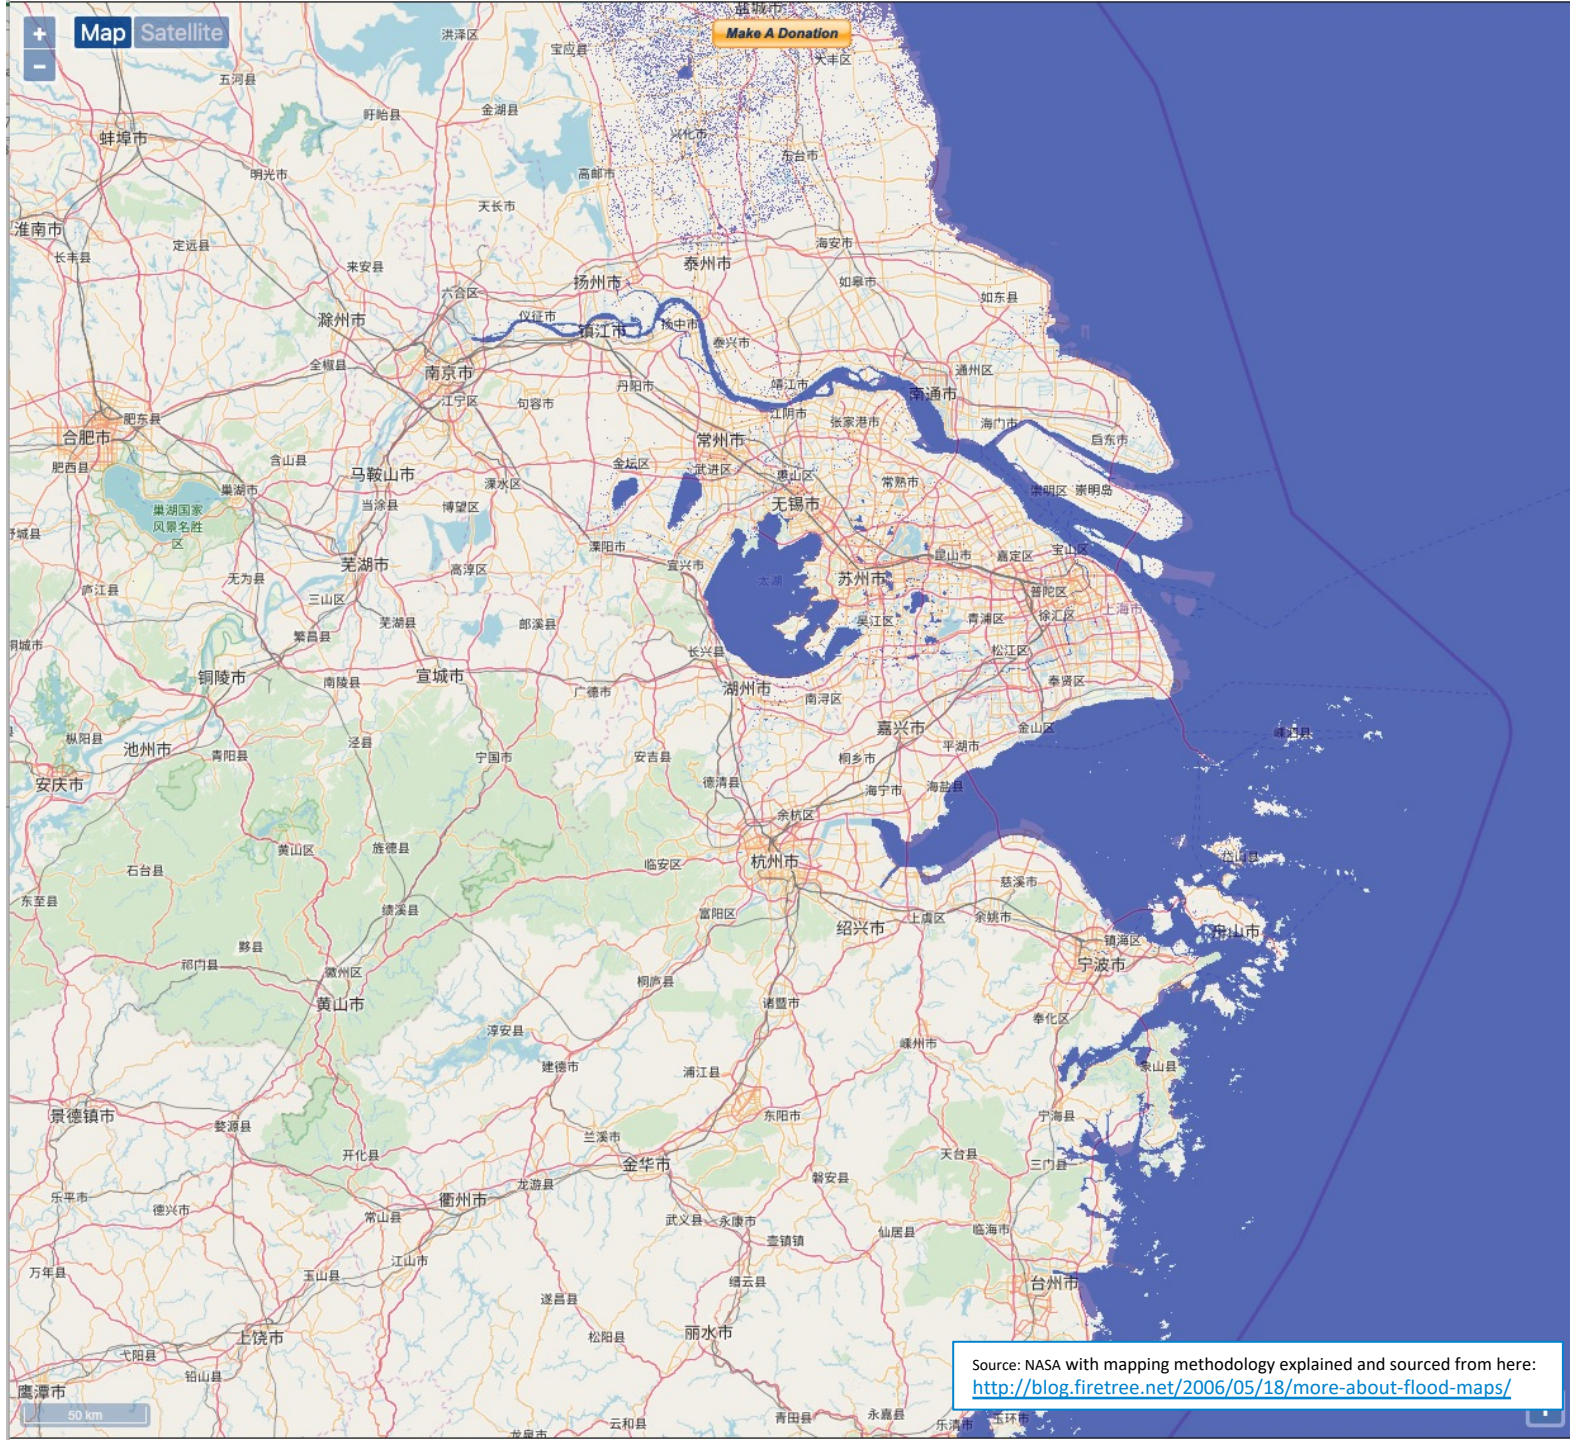 +
Map Satellite
−
Make A Donation
盐城市
洪泽区
宝应县
大丰区
五河县
盱眙县
金湖县
蚌埠市
兴化市
东台市
明光市
高邮市
天长市
淮南市
定远县
长丰县
海安市
来安县
泰州市
扬州市
如皋市
六合区
如东县
滁州市
仪征市
镇江市
扬中市
泰兴市
全椒县
南京市
通州区
丹阳市
靖江市
南通市
江宁区
句容市
江阴市
肥东县
张家港市
海门市
合肥市
常州市
启东市
肥西县
含山县
金坛区
武进区
惠山区
马鞍山市
溧水区
常熟市
巢湖市
崇明区 崇明岛
巢湖国家
风景名胜
区
当涂县
博望区
无锡市
舒城县
溧阳市
昆山市
嘉定区
宝山区
芜湖市
宜兴市
高淳区
太湖
苏州市
无为县
庐江县
普陀区
三山区
上海市
芜湖县
郎溪县
吴江区
青浦区
徐汇区
繁昌县
桐城市
长兴县
松江区
铜陵市
宣城市
南陵县
广德市
湖州市
南浔区
奉贤区
嘉兴市
金山区
嵊泗县
枞阳县
池州市
泾县
青阳县
宁国市
安吉县
桐乡市
平湖市
安庆市
德清县
海宁市
海盐县
余杭区
黄山区
旌德县
杭州市
岱山县
石台县
临安区
慈溪市
东至县
绩溪县
富阳区
绍兴市
上虞区
余姚市
舟山市
黟县
镇海区
祁门县
徽州区
宁波市
桐庐县
黄山市
诸暨市
奉化区
淳安县
嵊州市
建德市
浦江县
象山县
景德镇市
婺源县
东阳市
宁海县
兰溪市
开化县
天台县
金华市
三门县
乐平市
衢州市
龙游县
磐安县
德兴市
常山县
武义县
永康市
仙居县
临海市
壹镇镇
江山市
万年县
玉山县
缙云县
台州市
遂昌县
上饶市
松阳县
丽水市
弋阳县
铅山县
鹰潭市
Source: NASA with mapping methodology explained and sourced from here:
http://blog.firetree.net/2006/05/18/more-about-flood-maps/
50 km
云和县
青田县
永嘉县
乐清市
玉环市
龙泉市